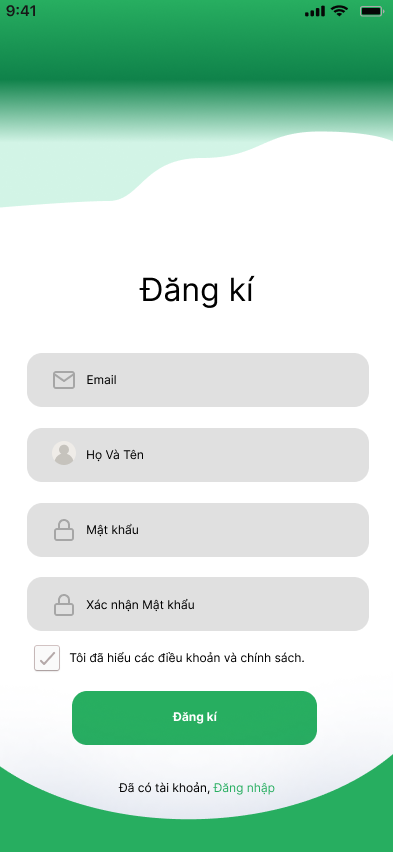 9:41
Đăng kí
Email
Họ Và Tên
Mật khẩu
Xác nhận Mật khẩu
Tôi đã hiểu các điều khoản và chính sách.
Đăng kí
Đã có tài khoản, Đăng nhập